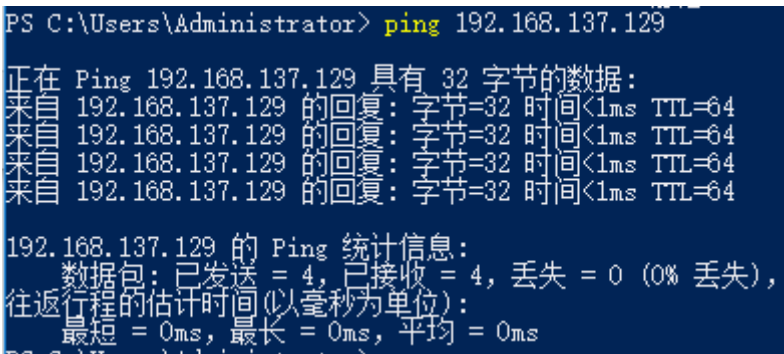 PS C:\Users\Administrator> ping 192.168.137.129
正在 Ping 192.168.137.129 具有 32 字节的数据:
来自 192.168.137.129 的回复: 字节=32 时间<1ms TTL=64
来自 192.168.137.129 的回复: 字节=32 时间<1ms TTL=64
来自 192.168.137.129 的回复: 字节=32 时间<1ms TTL=64
来自 192.168.137.129 的回复: 字节=32 时间<1ms TTL=64
192.168.137.129 的 Ping 统计信息:
数据包: 已发送 = 4, 已接收 = 4, 丢失 = 0 (0% 丢失),
往返行程的估计时间(以毫秒为单位):
最短 = 0ms, 最长 = 0ms, 平均 = 0ms